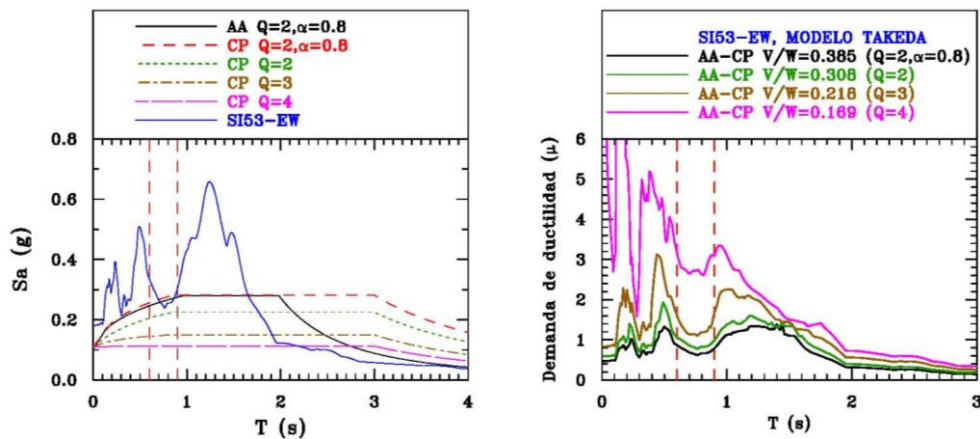 AA Q=2,α=0.8
CP Q=2,α=0.8
CP Q=2
CP Q=3
CP Q=4
SI53-EW
0.8
0.6
0.4
0.2
0.0
Sa (g)
0 1 2 3 4
T (s)
SI53-EW, MODELO TAKEDA
AA-CP V/W=0.385 (Q=2,α=0.8)
AA-CP V/W=0.308 (Q=2)
AA-CP V/W=0.218 (Q=3)
AA-CP V/W=0.169 (Q=4)
6
5
4
3
2
1
0
Demanda de ductilidad (μ)
0 1 2 3
T (s)